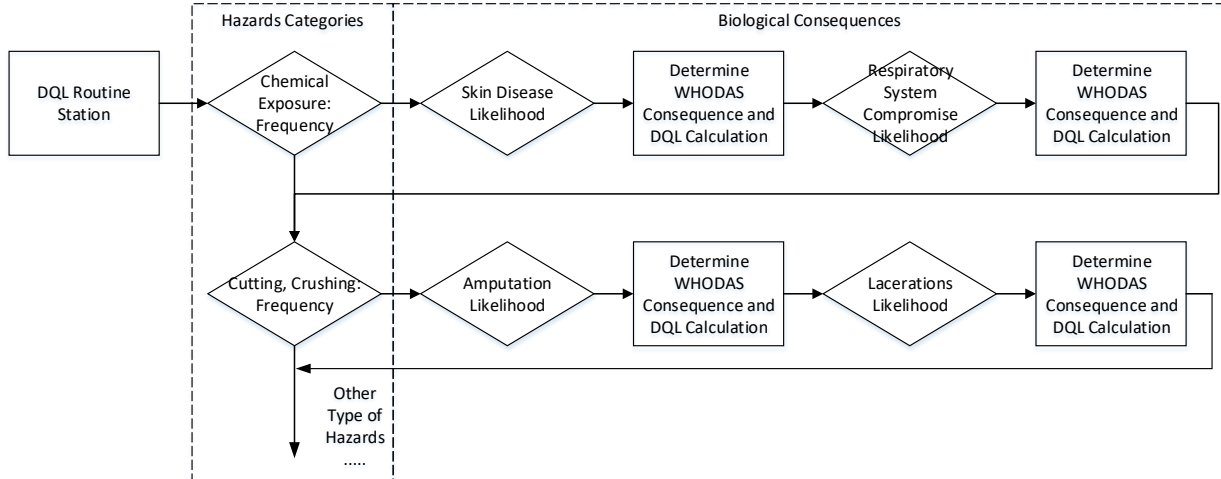 Hazards Categories
Biological Consequences
DQL Routine
Station
Chemical
Exposure:
Frequency
Skin Disease
Likelihood
Determine
WHODAS
Consequence and
DQL Calculation
Respiratory
System
Compromise
Likelihood
Determine
WHODAS
Consequence and
DQL Calculation
Cutting, Crushing:
Frequency
Amputation
Likelihood
Determine
WHODAS
Consequence and
DQL Calculation
Lacerations
Likelihood
Determine
WHODAS
Consequence and
DQL Calculation
Other
Type of
Hazards
.....